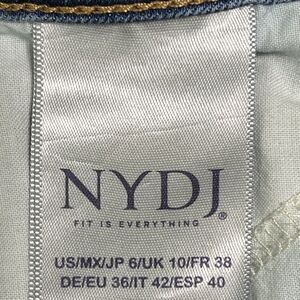 NYDJ®
FIT IS EVERYTHING
US/MX/JP 6/UK 10/FR 38
DE/EU 36/IT 42/ESP 40